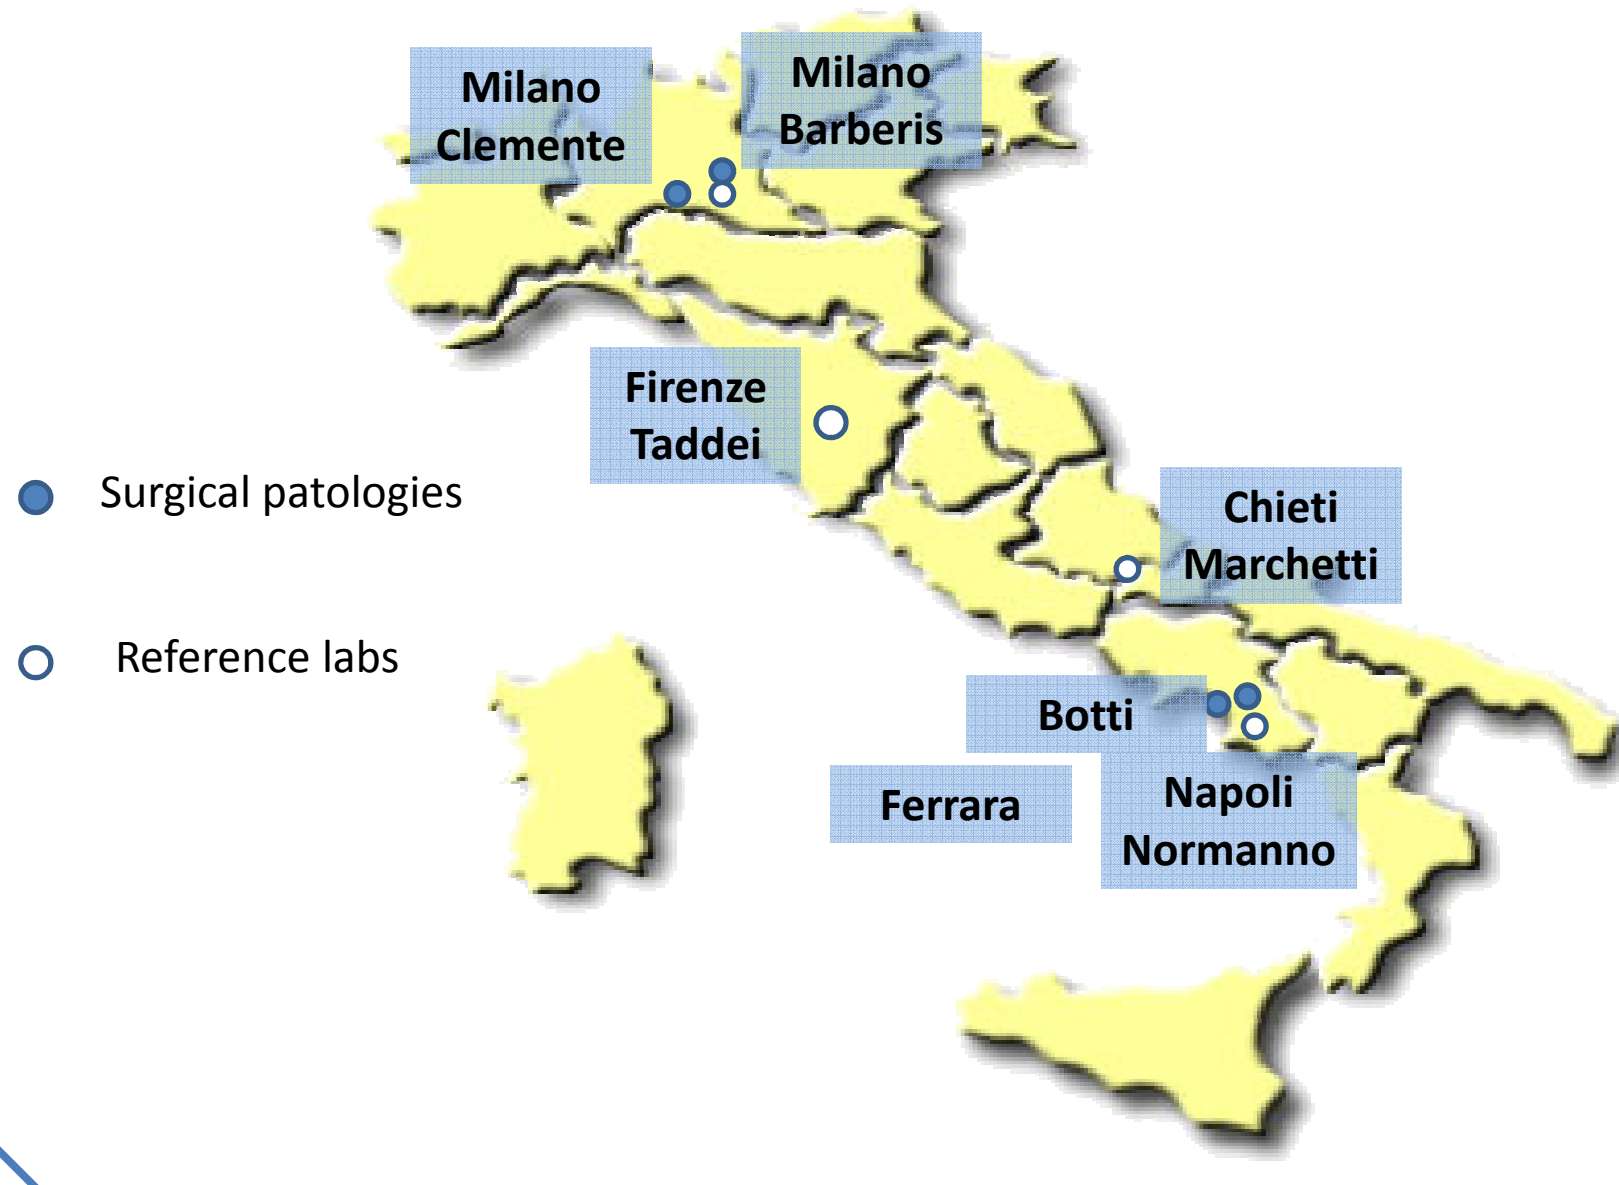 Milano
Clemente
Milano
Barberis
Firenze
Taddei
Surgical patologies
Chieti
Marchetti
Reference labs
Botti
Ferrara
Napoli
Normanno